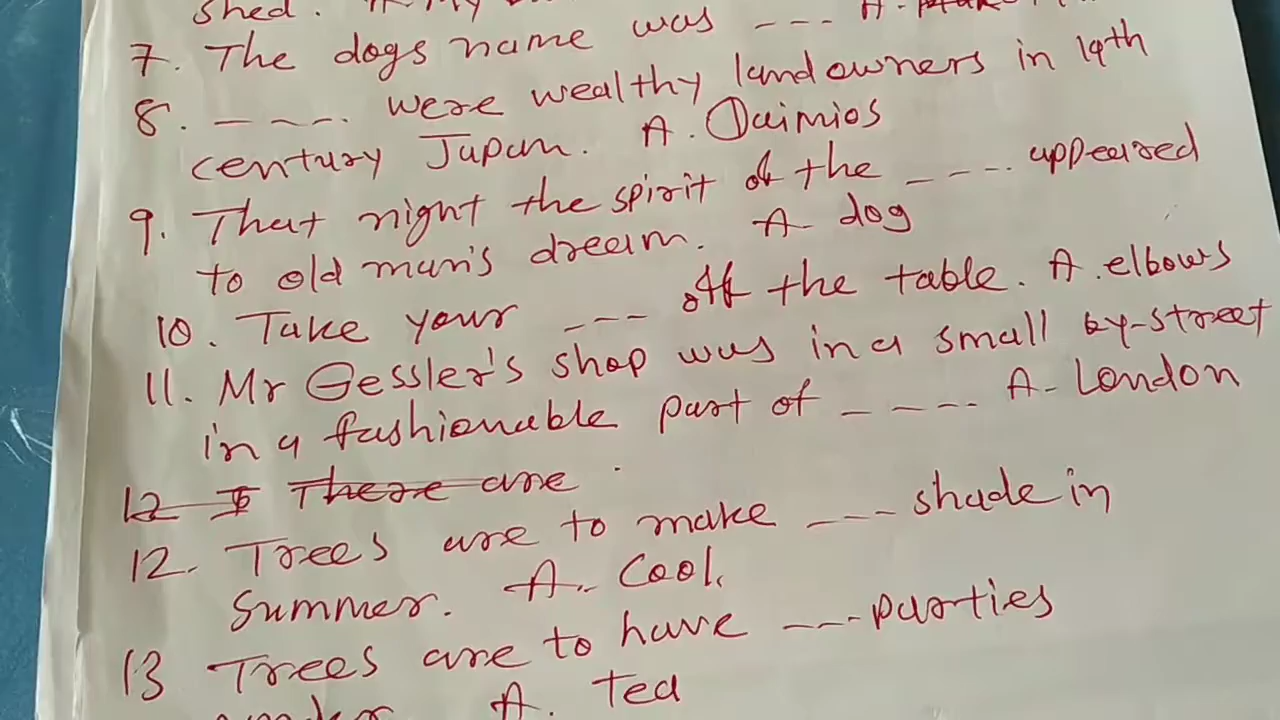 shed. A. My
7. The dogs name was ---- A.
8. ----. were wealthy landowners in 19th
century Japan. A. Daimios
9. That night the spirit of the ----. appeared
to old man's dream. A dog
10. Take your --- off the table. A. elbows
11. Mr Gessler's shop was in a small by-street
in a fashionable part of ----- A- London
12 I There are
12. Trees are to make --- shade in
Summer. A. Cool.
13 Trees are to have --- parties
A. Tea